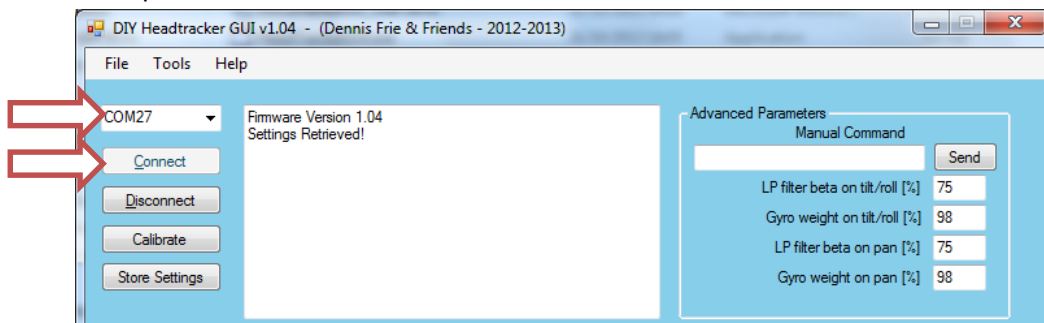 DIY Headtracker GUI v1.04 - (Dennis Frie & Friends - 2012-2013)
File Tools Help
COM27
Connect
Disconnect
Calibrate
Store Settings
Firmware Version 1.04
Settings Retrieved!
Advanced Parameters
Manual Command
Send
LP filter beta on tilt/roll [%] 75
Gyro weight on tilt/roll [%] 98
LP filter beta on pan [%] 75
Gyro weight on pan [%] 98